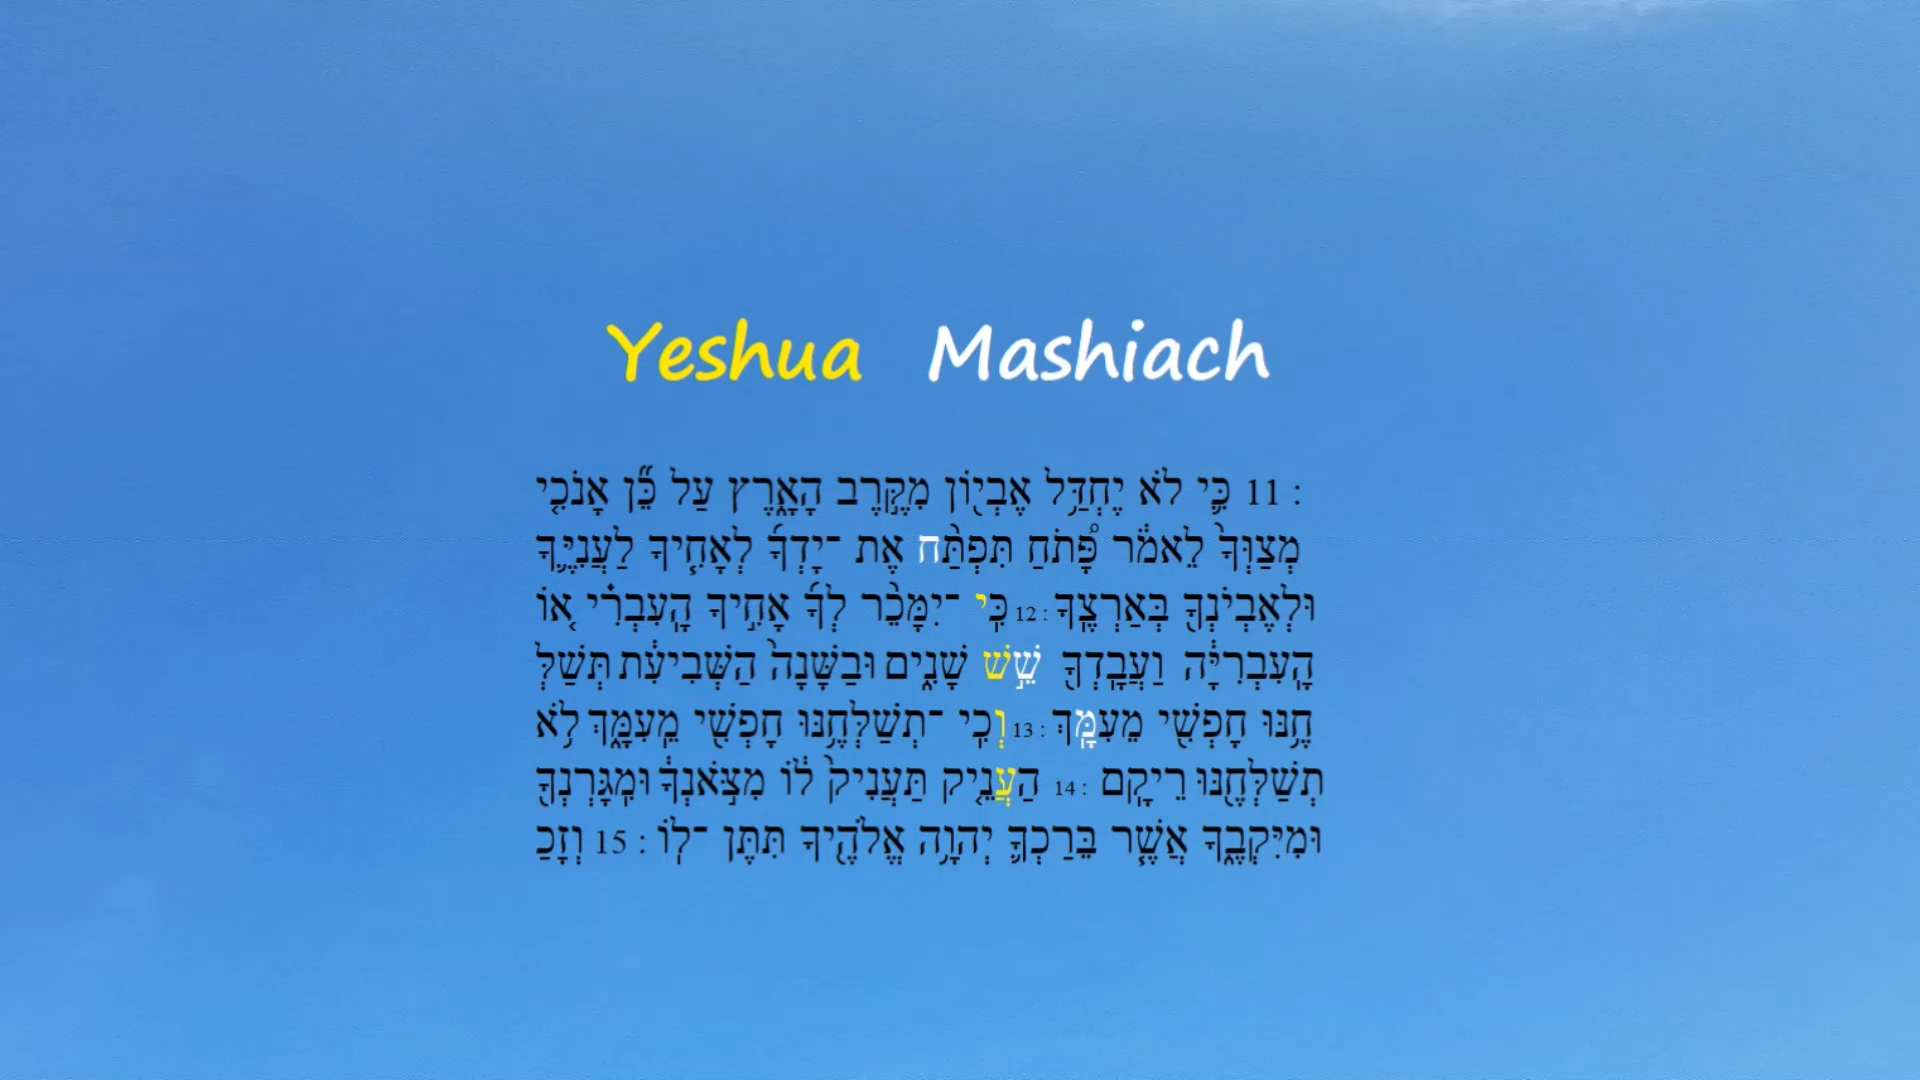 Yeshua Mashiach
11 : כִּ֛י לֹא יֶחְדַּ֥ל אֶבְי֖וֹן מִקֶּ֣רֶב הָאָ֑רֶץ עַל כֵּ֞ן אָנֹכִ֤י
מְצַוְּךָ֙ לֵאמֹ֔ר פָּ֠תֹחַ תִּפְתַּ֨ח אֶת ־יָדְךָ֜ לְאָחִ֧יךָ לַעֲנִיֶּ֛ךָ
וּלְאֶבְיֹנְךָ֖ בְּאַרְצֶֽךָ : 12 כִּֽי ־יִמָּכֵ֨ר לְךָ֜ אָחִ֣יךָ הָֽעִבְרִ֗י א֚וֹ
הָֽעִבְרִיָּ֔ה וַעֲבָֽדְךָ֖ שֵׁ֣שׁ שָׁנִ֑ים וּבַשָּׁנָה֙ הַשְּׁבִיעִ֔ת תְּשַׁלְּ
חֶ֥נּוּ חָפְשִׁ֖י מֵעִמָּֽךְ : 13 וְכִֽי ־תְשַׁלְּחֶ֥נּוּ חָפְשִׁ֖י מֵֽעִמָּ֑ךְ לֹ֥א
תְשַׁלְּחֶ֖נּוּ רֵיקָֽם : 14 הַעֲנֵ֤יק תַּעֲנִיק֙ ל֔וֹ מִצֹּ֣אנְךָ֔ וּמִֽגָּרְנְךָ֖
וּמִיִּקְבֶ֑ךָ אֲשֶׁ֧ר בֵּרַכְךָ֛ יְהוָ֥ה אֱלֹהֶ֖יךָ תִּתֶּן ־לֽוֹ : 15 וְזָכַ